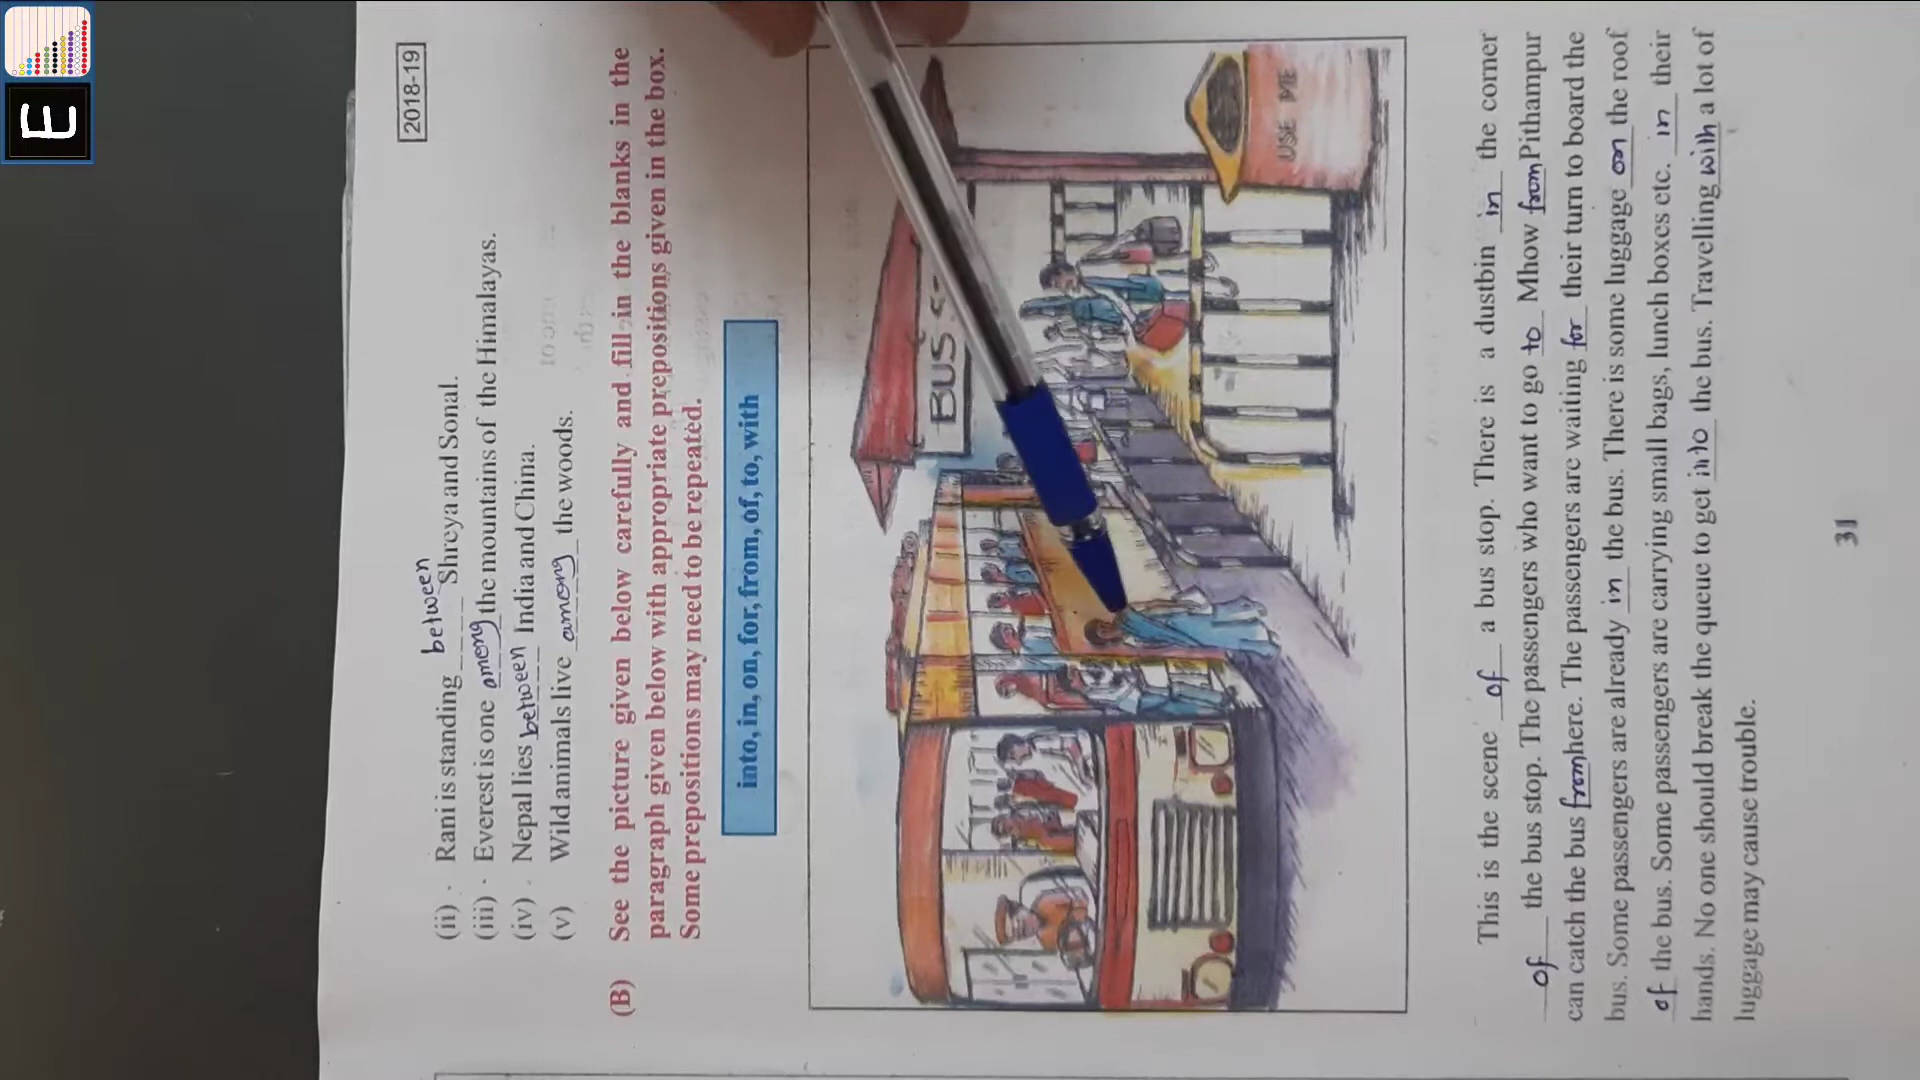 E
2018-19
(ii) Rani is standing between Shreya and Sonal.
(iii) Everest is one among the mountains of the Himalayas.
(iv) Nepal lies between India and China.
(v) Wild animals live among the woods.
(B) See the picture given below carefully and fill in the blanks in the
paragraph given below with appropriate prepositions given in the box.
Some prepositions may need to be repeated.
into, in, on, for, from, of, to, with
BUS
USE ME
This is the scene of a bus stop. There is a dustbin in the corner
of the bus stop. The passengers who want to go to Mhow from Pithampur
can catch the bus from here. The passengers are waiting for their turn to board the
bus. Some passengers are already in the bus. There is some luggage on the roof
of the bus. Some passengers are carrying small bags, lunch boxes etc. in their
hands. No one should break the queue to get into the bus. Travelling with a lot of
luggage may cause trouble.
31